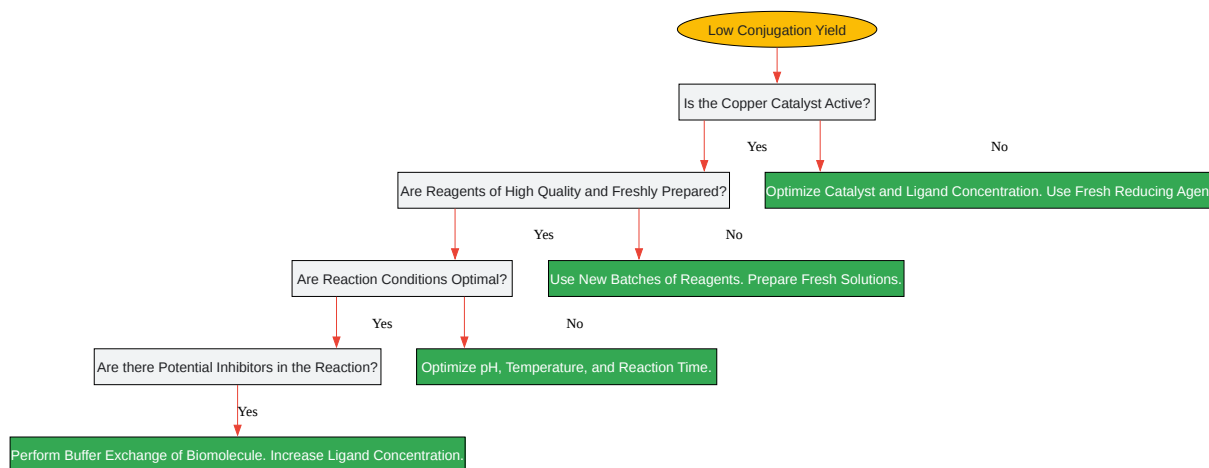 Low Conjugation Yield
Is the Copper Catalyst Active?
Yes
No
Are Reagents of High Quality and Freshly Prepared?
Optimize Catalyst and Ligand Concentration. Use Fresh Reducing Agen
Yes
No
Are Reaction Conditions Optimal?
Use New Batches of Reagents. Prepare Fresh Solutions.
Yes
No
Are there Potential Inhibitors in the Reaction?
Optimize pH, Temperature, and Reaction Time.
Yes
Perform Buffer Exchange of Biomolecule. Increase Ligand Concentration.